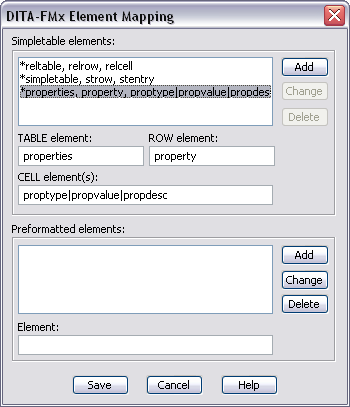 DITA-FMx Element Mapping
Simpletable elements:
*reltable, relrow, relcell
*simpletable, strow, stentry
*properties, property, proptype|propvalue|propdesc
Add
Change
Delete
TABLE element:
ROW element:
properties
property
CELL element(s):
proptype|propvalue|propdesc
Preformatted elements:
Add
Change
Delete
Element:
Save
Cancel
Help